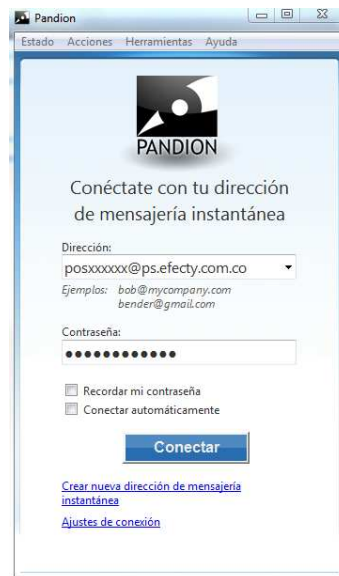 Pandion
Estado Acciones Herramientas Ayuda
PANDION
Conéctate con tu dirección
de mensajería instantánea
Dirección:
posxxxxxx@ps.efecty.com.co
Ejemplos: bob@mycompany.com
bender@gmail.com
Contraseña:
●●●●●●●●●●●●
Recordar mi contraseña
Conectar automáticamente
Conectar
Crear nueva dirección de mensajería
instantánea
Ajustes de conexión